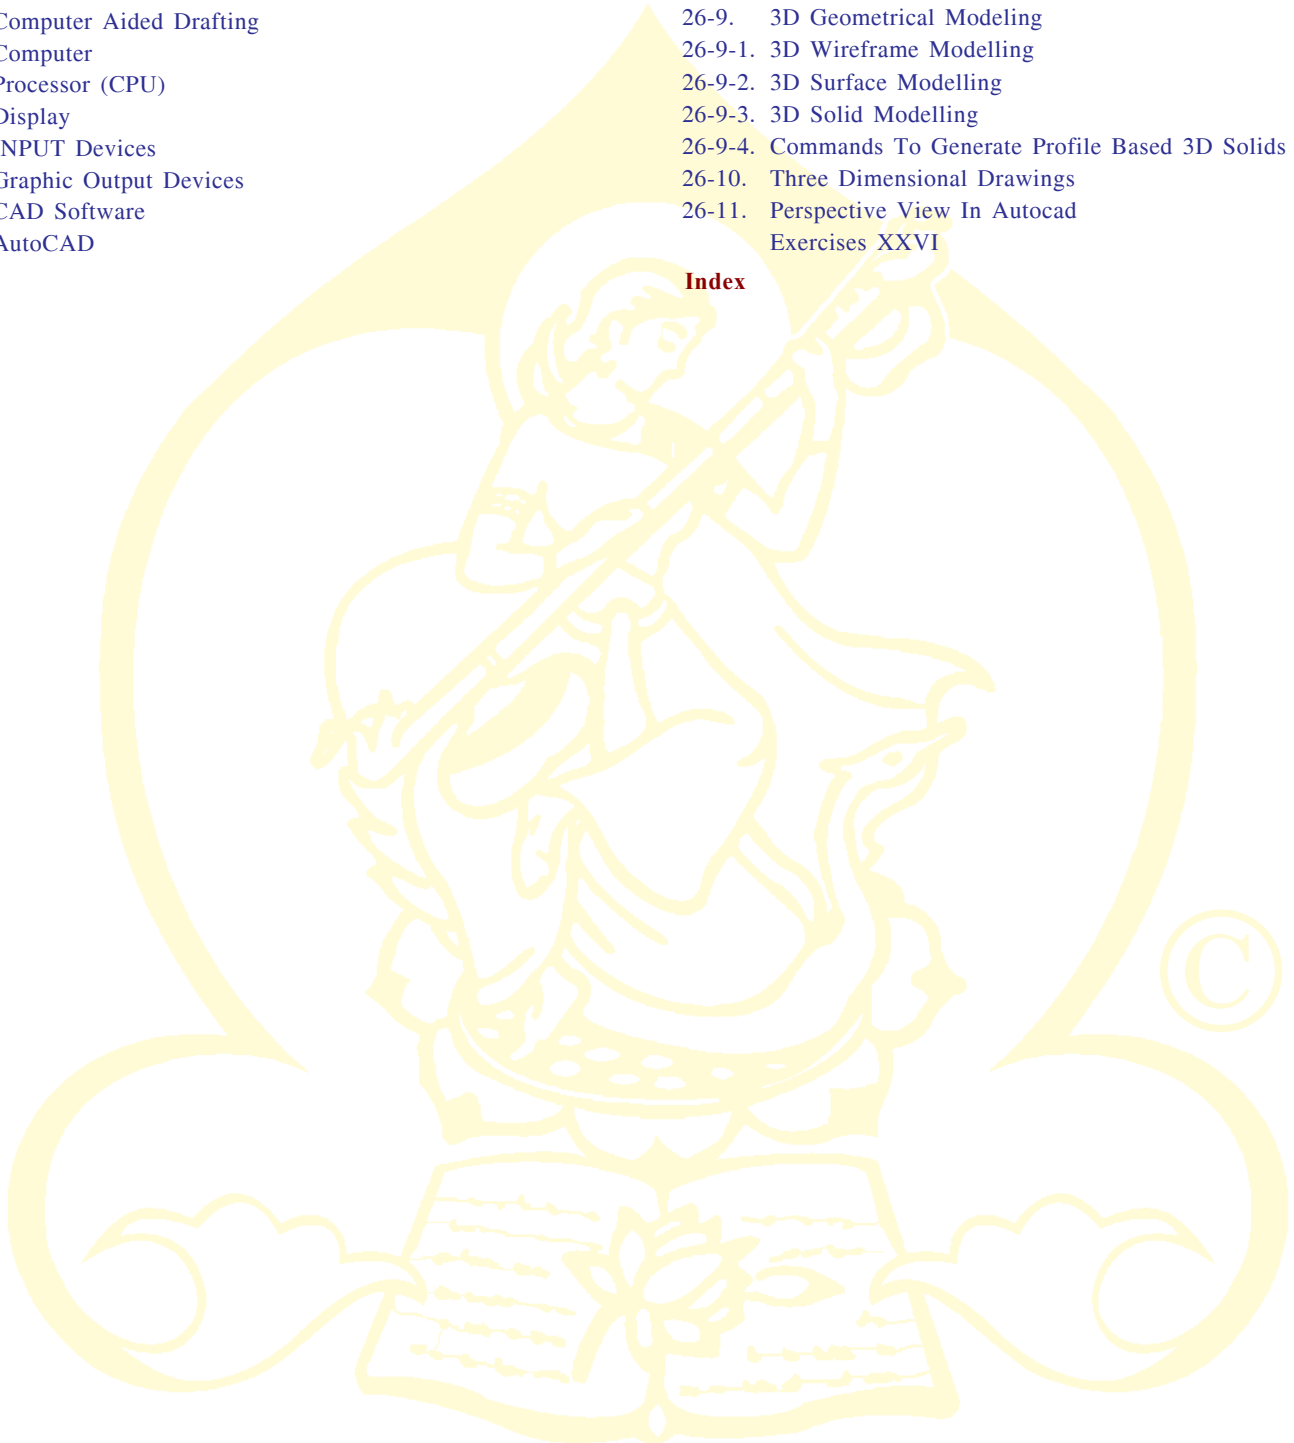 Computer Aided Drafting
Computer
Processor (CPU)
Display
INPUT Devices
Graphic Output Devices
CAD Software
AutoCAD
26-9. 3D Geometrical Modeling
26-9-1. 3D Wireframe Modelling
26-9-2. 3D Surface Modelling
26-9-3. 3D Solid Modelling
26-9-4. Commands To Generate Profile Based 3D Solids
26-10. Three Dimensional Drawings
26-11. Perspective View In Autocad
Exercises XXVI
Index
©